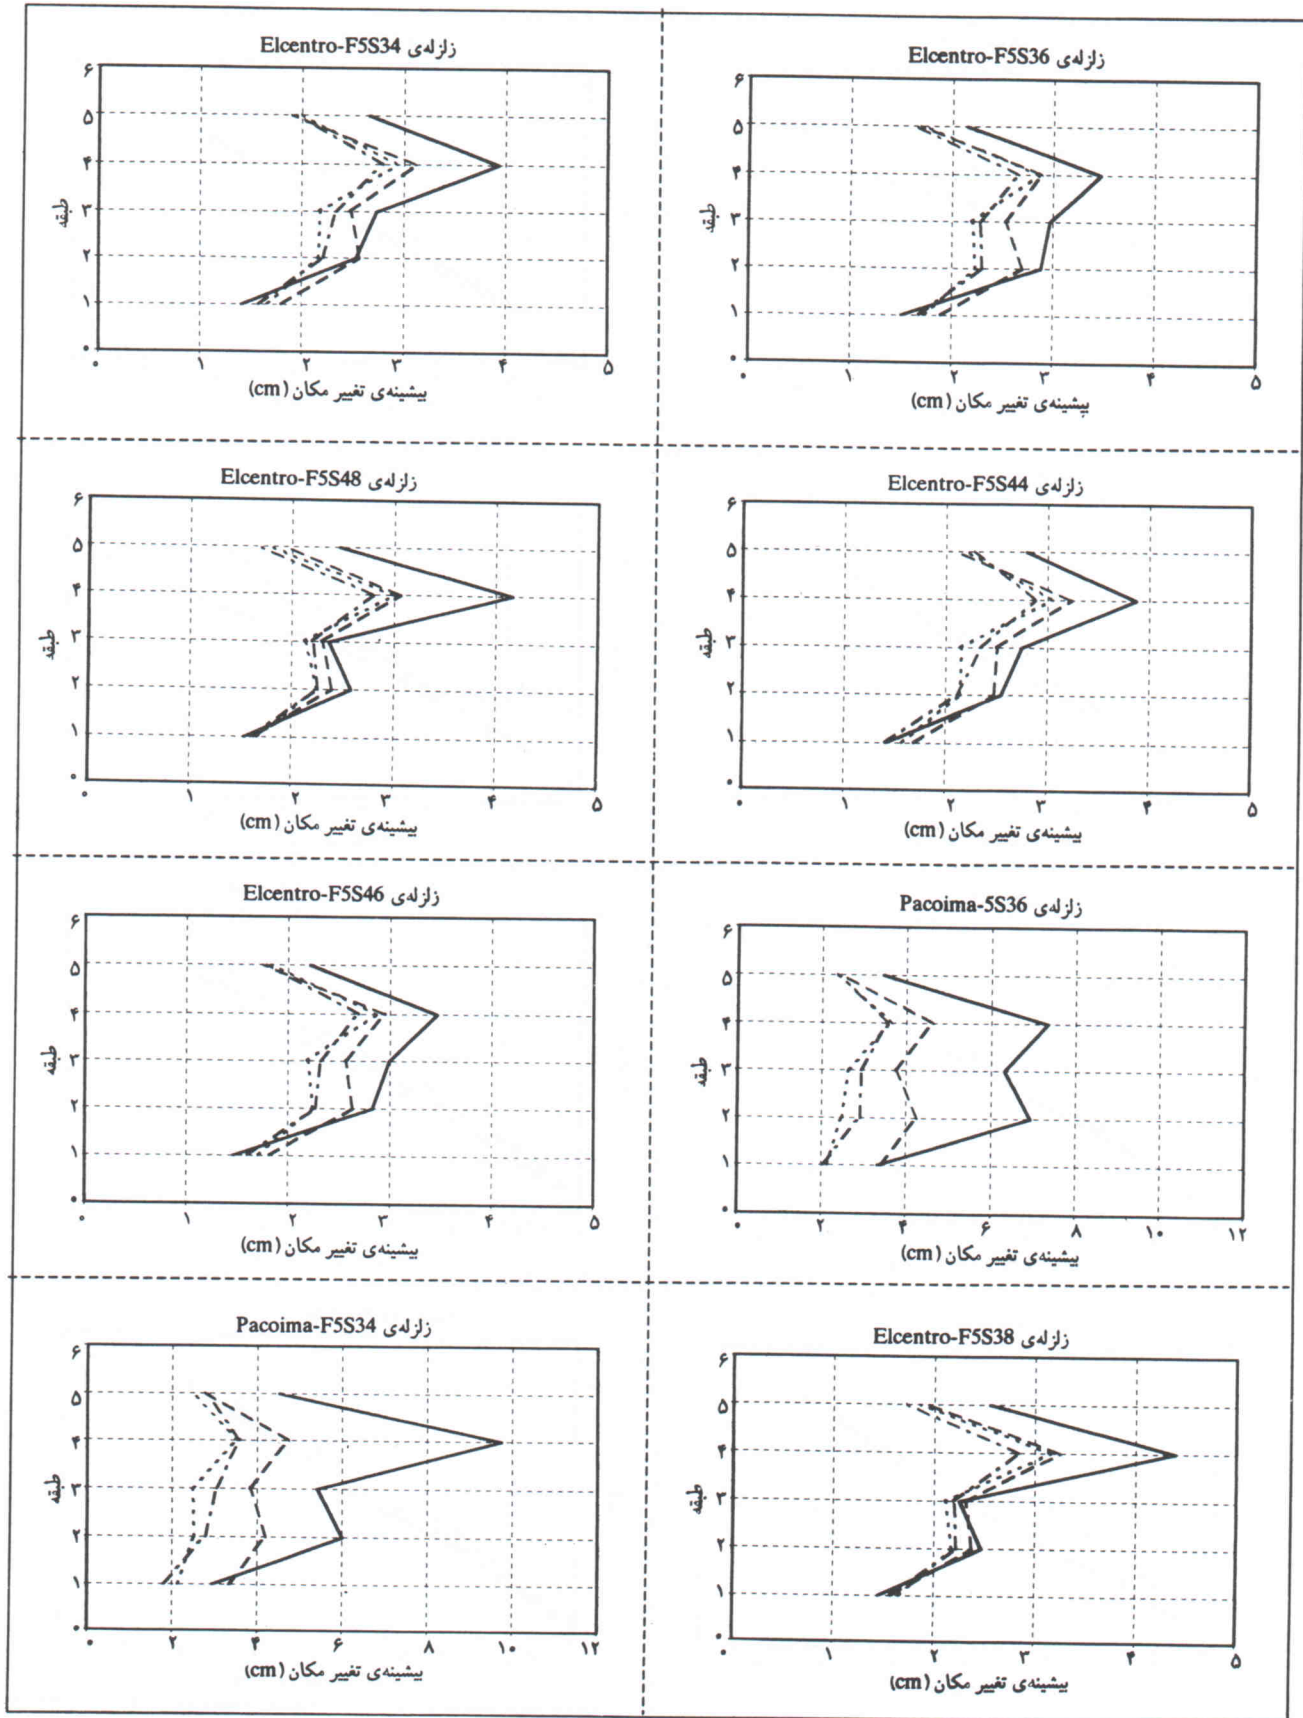 زلزله‌ی Elcentro-F5S34
۶
۵
۴
۳
۲
۱
۰
طبقه
۰ ۱ ۲ ۳ ۴ ۵
بیشینه‌ی تغییر مکان (cm)
زلزله‌ی Elcentro-F5S36
۶
۵
۴
۳
۲
۱
۰
طبقه
۰ ۱ ۲ ۳ ۴ ۵
بیشینه‌ی تغییر مکان (cm)
زلزله‌ی Elcentro-F5S48
۶
۵
۴
۳
۲
۱
۰
طبقه
۰ ۱ ۲ ۳ ۴ ۵
بیشینه‌ی تغییر مکان (cm)
زلزله‌ی Elcentro-F5S44
۶
۵
۴
۳
۲
۱
۰
طبقه
۰ ۱ ۲ ۳ ۴ ۵
بیشینه‌ی تغییر مکان (cm)
زلزله‌ی Elcentro-F5S46
۶
۵
۴
۳
۲
۱
۰
طبقه
۰ ۱ ۲ ۳ ۴ ۵
بیشینه‌ی تغییر مکان (cm)
زلزله‌ی Pacoima-5S36
۶
۵
۴
۳
۲
۱
۰
طبقه
۰ ۲ ۴ ۶ ۸ ۱۰ ۱۲
بیشینه‌ی تغییر مکان (cm)
زلزله‌ی Pacoima-F5S34
۶
۵
۴
۳
۲
۱
۰
طبقه
۰ ۲ ۴ ۶ ۸ ۱۰ ۱۲
بیشینه‌ی تغییر مکان (cm)
زلزله‌ی Elcentro-F5S38
۶
۵
۴
۳
۲
۱
۰
طبقه
۰ ۱ ۲ ۳ ۴ ۵
بیشینه‌ی تغییر مکان (cm)